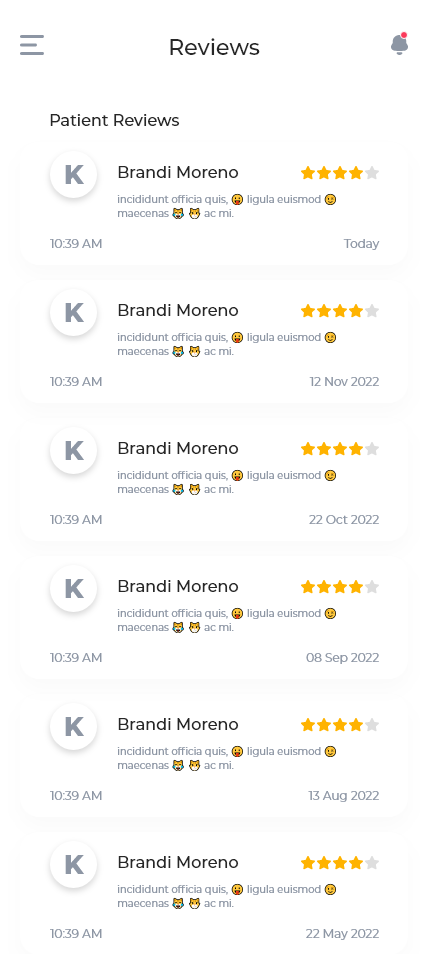 Reviews
Patient Reviews
K
Brandi Moreno
incididunt officia quis, 😛 ligula euismod 😉
maecenas 😹 😼 ac mi.
10:39 AM Today
K
Brandi Moreno
incididunt officia quis, 😛 ligula euismod 😉
maecenas 😹 😼 ac mi.
10:39 AM 12 Nov 2022
K
Brandi Moreno
incididunt officia quis, 😛 ligula euismod 😉
maecenas 😹 😼 ac mi.
10:39 AM 22 Oct 2022
K
Brandi Moreno
incididunt officia quis, 😛 ligula euismod 😉
maecenas 😹 😼 ac mi.
10:39 AM 08 Sep 2022
K
Brandi Moreno
incididunt officia quis, 😛 ligula euismod 😉
maecenas 😹 😼 ac mi.
10:39 AM 13 Aug 2022
K
Brandi Moreno
incididunt officia quis, 😛 ligula euismod 😉
maecenas 😹 😼 ac mi.
10:39 AM 22 May 2022